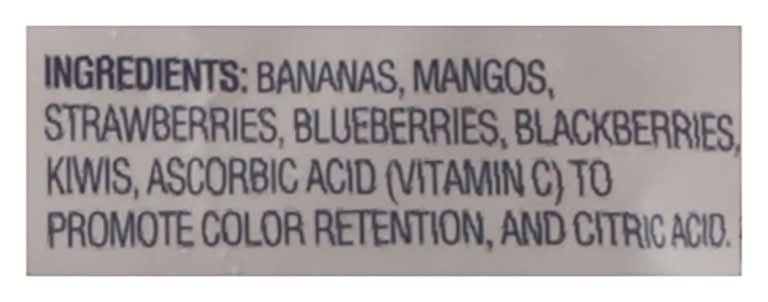 INGREDIENTS: BANANAS, MANGOS,
STRAWBERRIES, BLUEBERRIES, BLACKBERRIES,
KIWIS, ASCORBIC ACID (VITAMIN C) TO
PROMOTE COLOR RETENTION, AND CITRIC ACID.